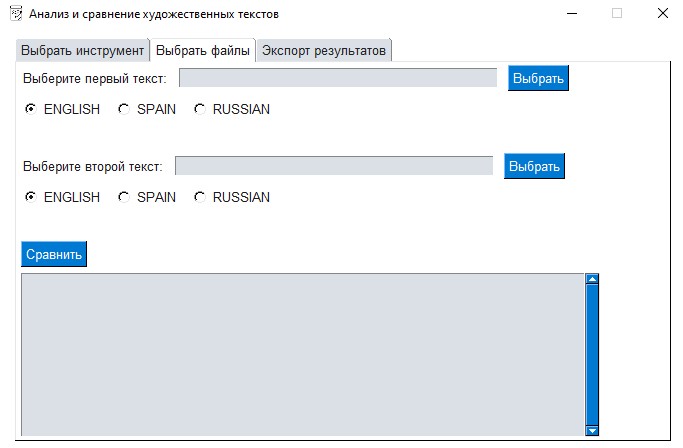 Анализ и сравнение художественных текстов
Выбрать инструмент Выбрать файлы Экспорт результатов
Выберите первый текст: Выбрать
ENGLISH SPAIN RUSSIAN
Выберите второй текст: Выбрать
ENGLISH SPAIN RUSSIAN
Сравнить